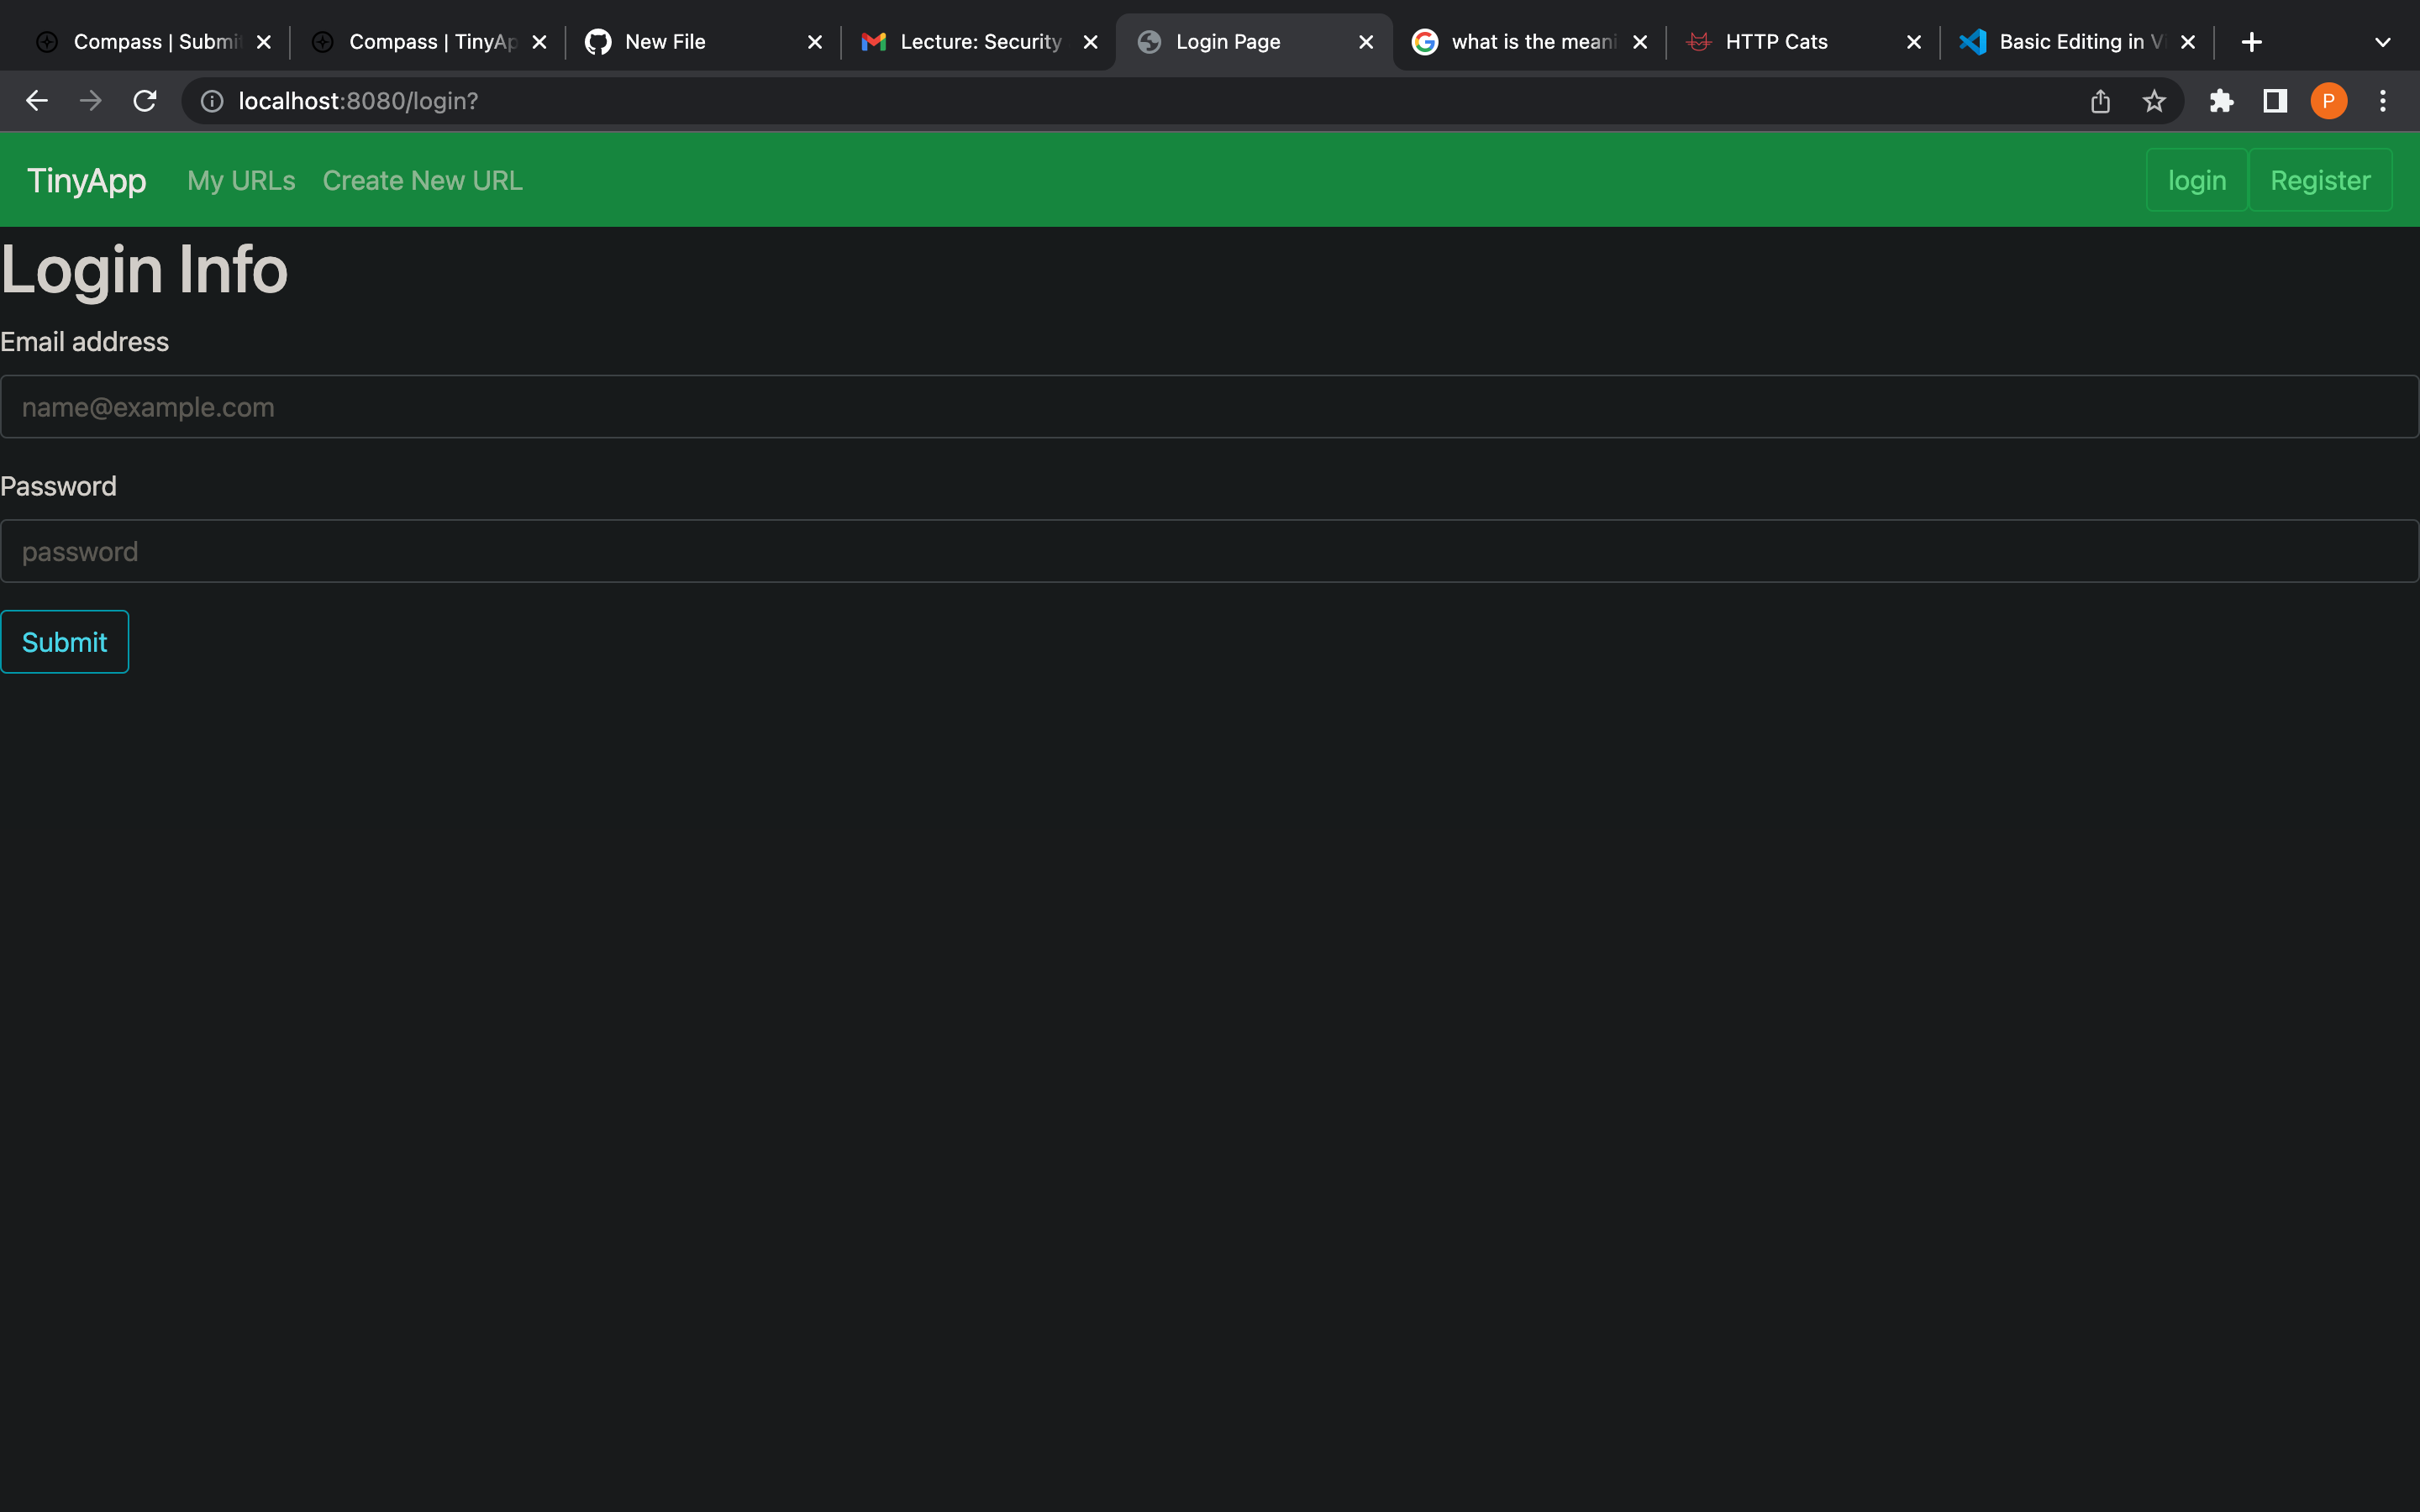 Compass | Submi
Compass | TinyAp
New File
Lecture: Security
Login Page
what is the meani
HTTP Cats
Basic Editing in Vi
localhost:8080/login?
P
TinyApp
My URLs
Create New URL
login
Register
Login Info
Email address
name@example.com
Password
password
Submit